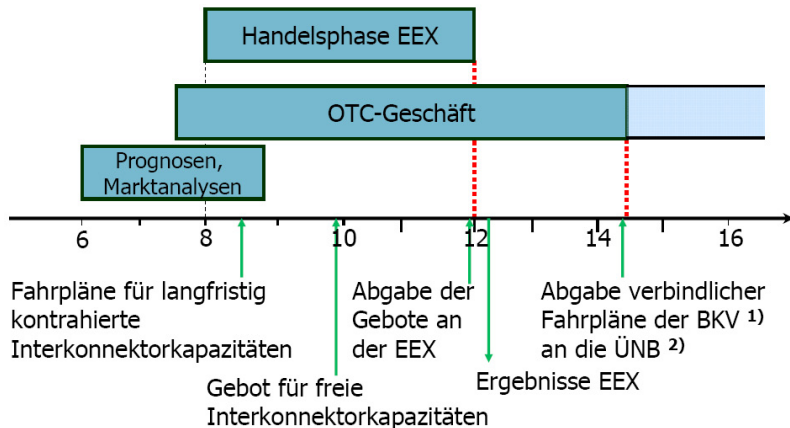 Handelsphase EEX
OTC-Geschäft
Prognosen,
Marktanalysen
6 8 10 12 14 16
Fahrpläne für langfristig
kontrahierte
Interkonnektorkapazitäten
Gebot für freie
Interkonnektorkapazitäten
Abgabe der
Gebote an
der EEX
Ergebnisse EEX
Abgabe verbindlicher
Fahrpläne der BKV 1)
an die ÜNB 2)